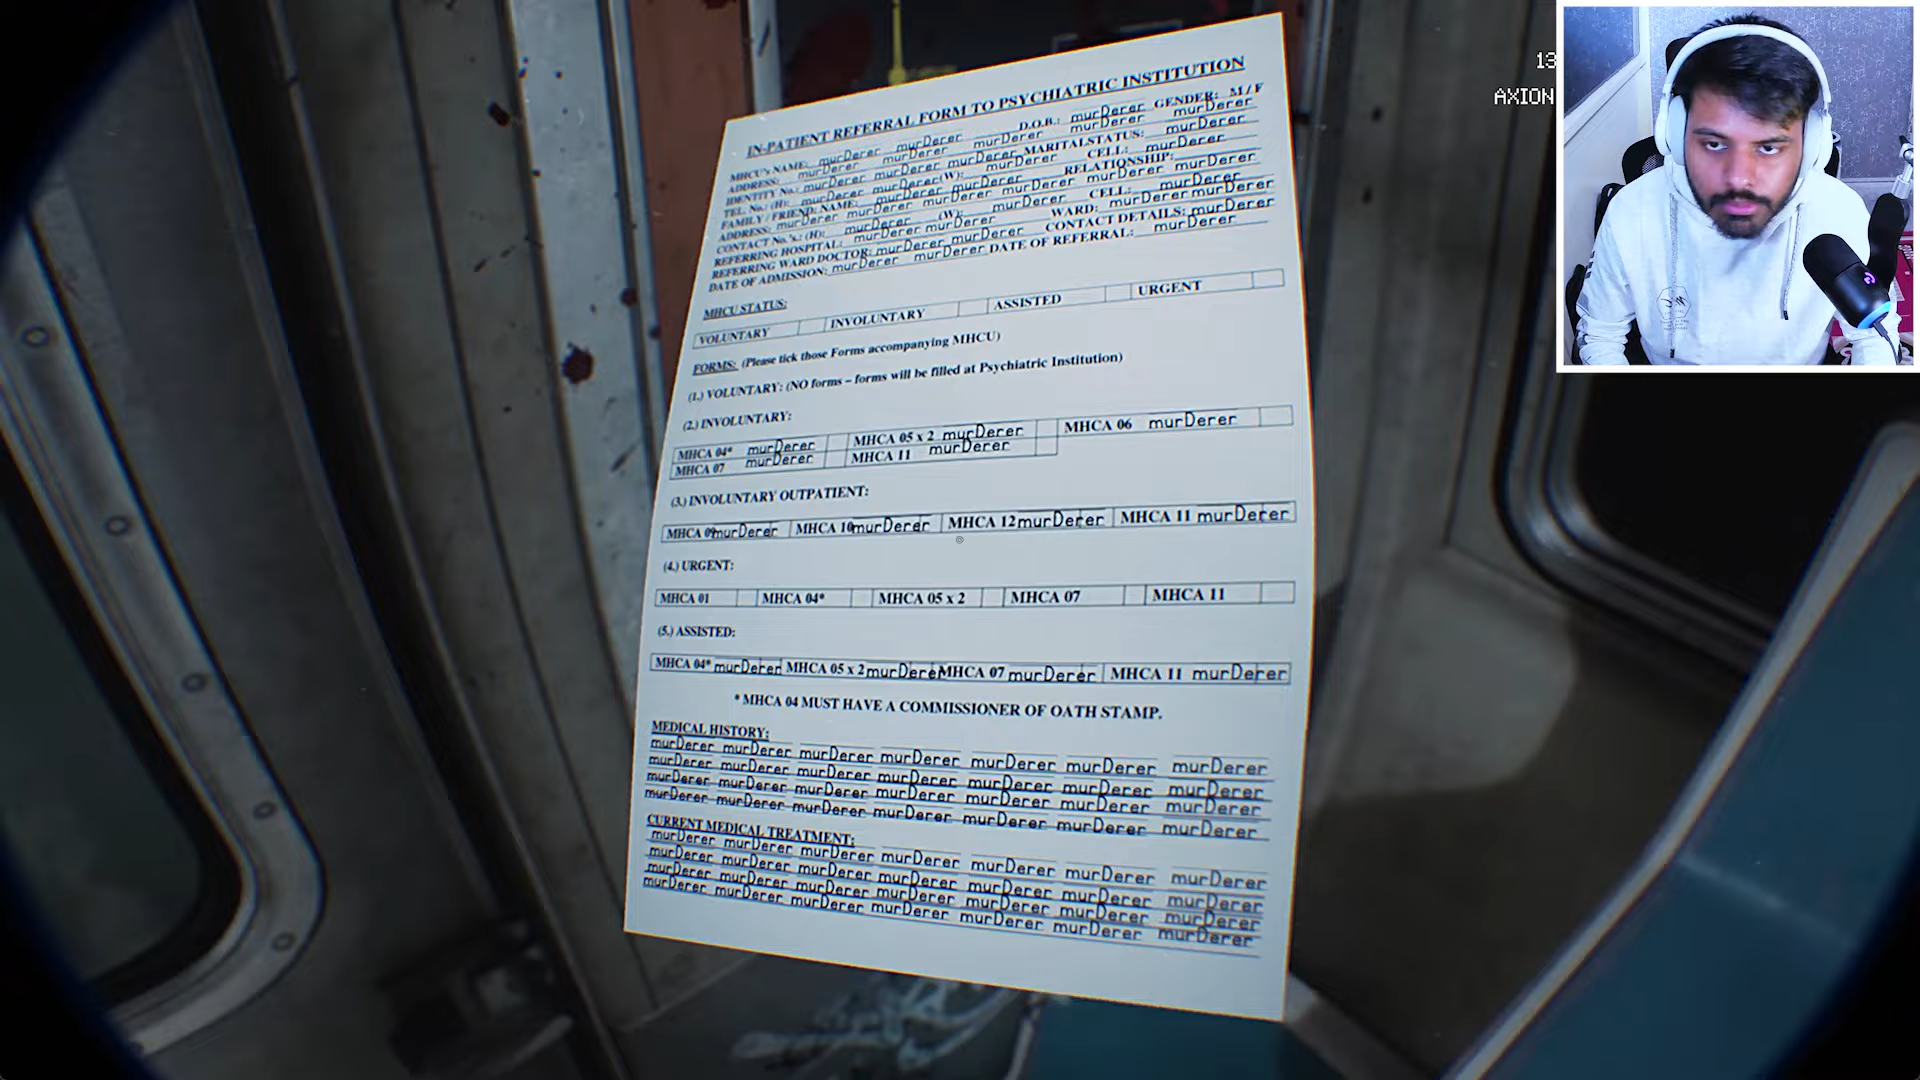 13
AXION
IN-PATIENT REFERRAL FORM TO PSYCHIATRIC INSTITUTION
MHCU's NAME: murDerer murDerer D.O.B.: murDerer GENDER: M / F
murDerer murDerer murDerer murDerer murDerer
ADDRESS: murDerer murDerer murDerer MARITALSTATUS: murDerer
IDENTITY No.: murDerer murDerer (W): murDerer CELL: murDerer
TEL. No.: (H): murDerer murDerer murDerer RELATIONSHIP:
FAMILY / FRIEND: NAME: murDerer murDerer murDerer murDerer murDerer
ADDRESS: murDerer murDerer (W): murDerer CELL: murDerer
CONTACT No.'s.: (H): murDerer murDerer WARD: murDerer murDerer
REFERRING HOSPITAL: murDerer murDerer CONTACT DETAILS: murDerer
REFERRING WARD DOCTOR: murDerer murDerer
DATE OF ADMISSION: murDerer murDerer DATE OF REFERRAL: murDerer
MHCU STATUS:
VOLUNTARY INVOLUNTARY ASSISTED URGENT
FORMS: (Please tick those Forms accompanying MHCU)
(1.) VOLUNTARY: (NO forms – forms will be filled at Psychiatric Institution)
(2.) INVOLUNTARY:
MHCA 04* murDerer MHCA 05 x 2 murDerer MHCA 06 murDerer
MHCA 07 murDerer MHCA 11 murDerer
(3.) INVOLUNTARY OUTPATIENT:
MHCA 09 murDerer MHCA 10 murDerer MHCA 12 murDerer MHCA 11 murDerer
(4.) URGENT:
MHCA 01 MHCA 04* MHCA 05 x 2 MHCA 07 MHCA 11
(5.) ASSISTED:
MHCA 04* murDerer MHCA 05 x 2 murDerer MHCA 07 murDerer MHCA 11 murDerer
* MHCA 04 MUST HAVE A COMMISSIONER OF OATH STAMP.
MEDICAL HISTORY:
murDerer murDerer murDerer murDerer murDerer murDerer murDerer
murDerer murDerer murDerer murDerer murDerer murDerer murDerer
murDerer murDerer murDerer murDerer murDerer murDerer murDerer
murDerer murDerer murDerer murDerer murDerer murDerer murDerer
CURRENT MEDICAL TREATMENT:
murDerer murDerer murDerer murDerer murDerer murDerer murDerer
murDerer murDerer murDerer murDerer murDerer murDerer murDerer
murDerer murDerer murDerer murDerer murDerer murDerer murDerer
murDerer murDerer murDerer murDerer murDerer murDerer murDerer